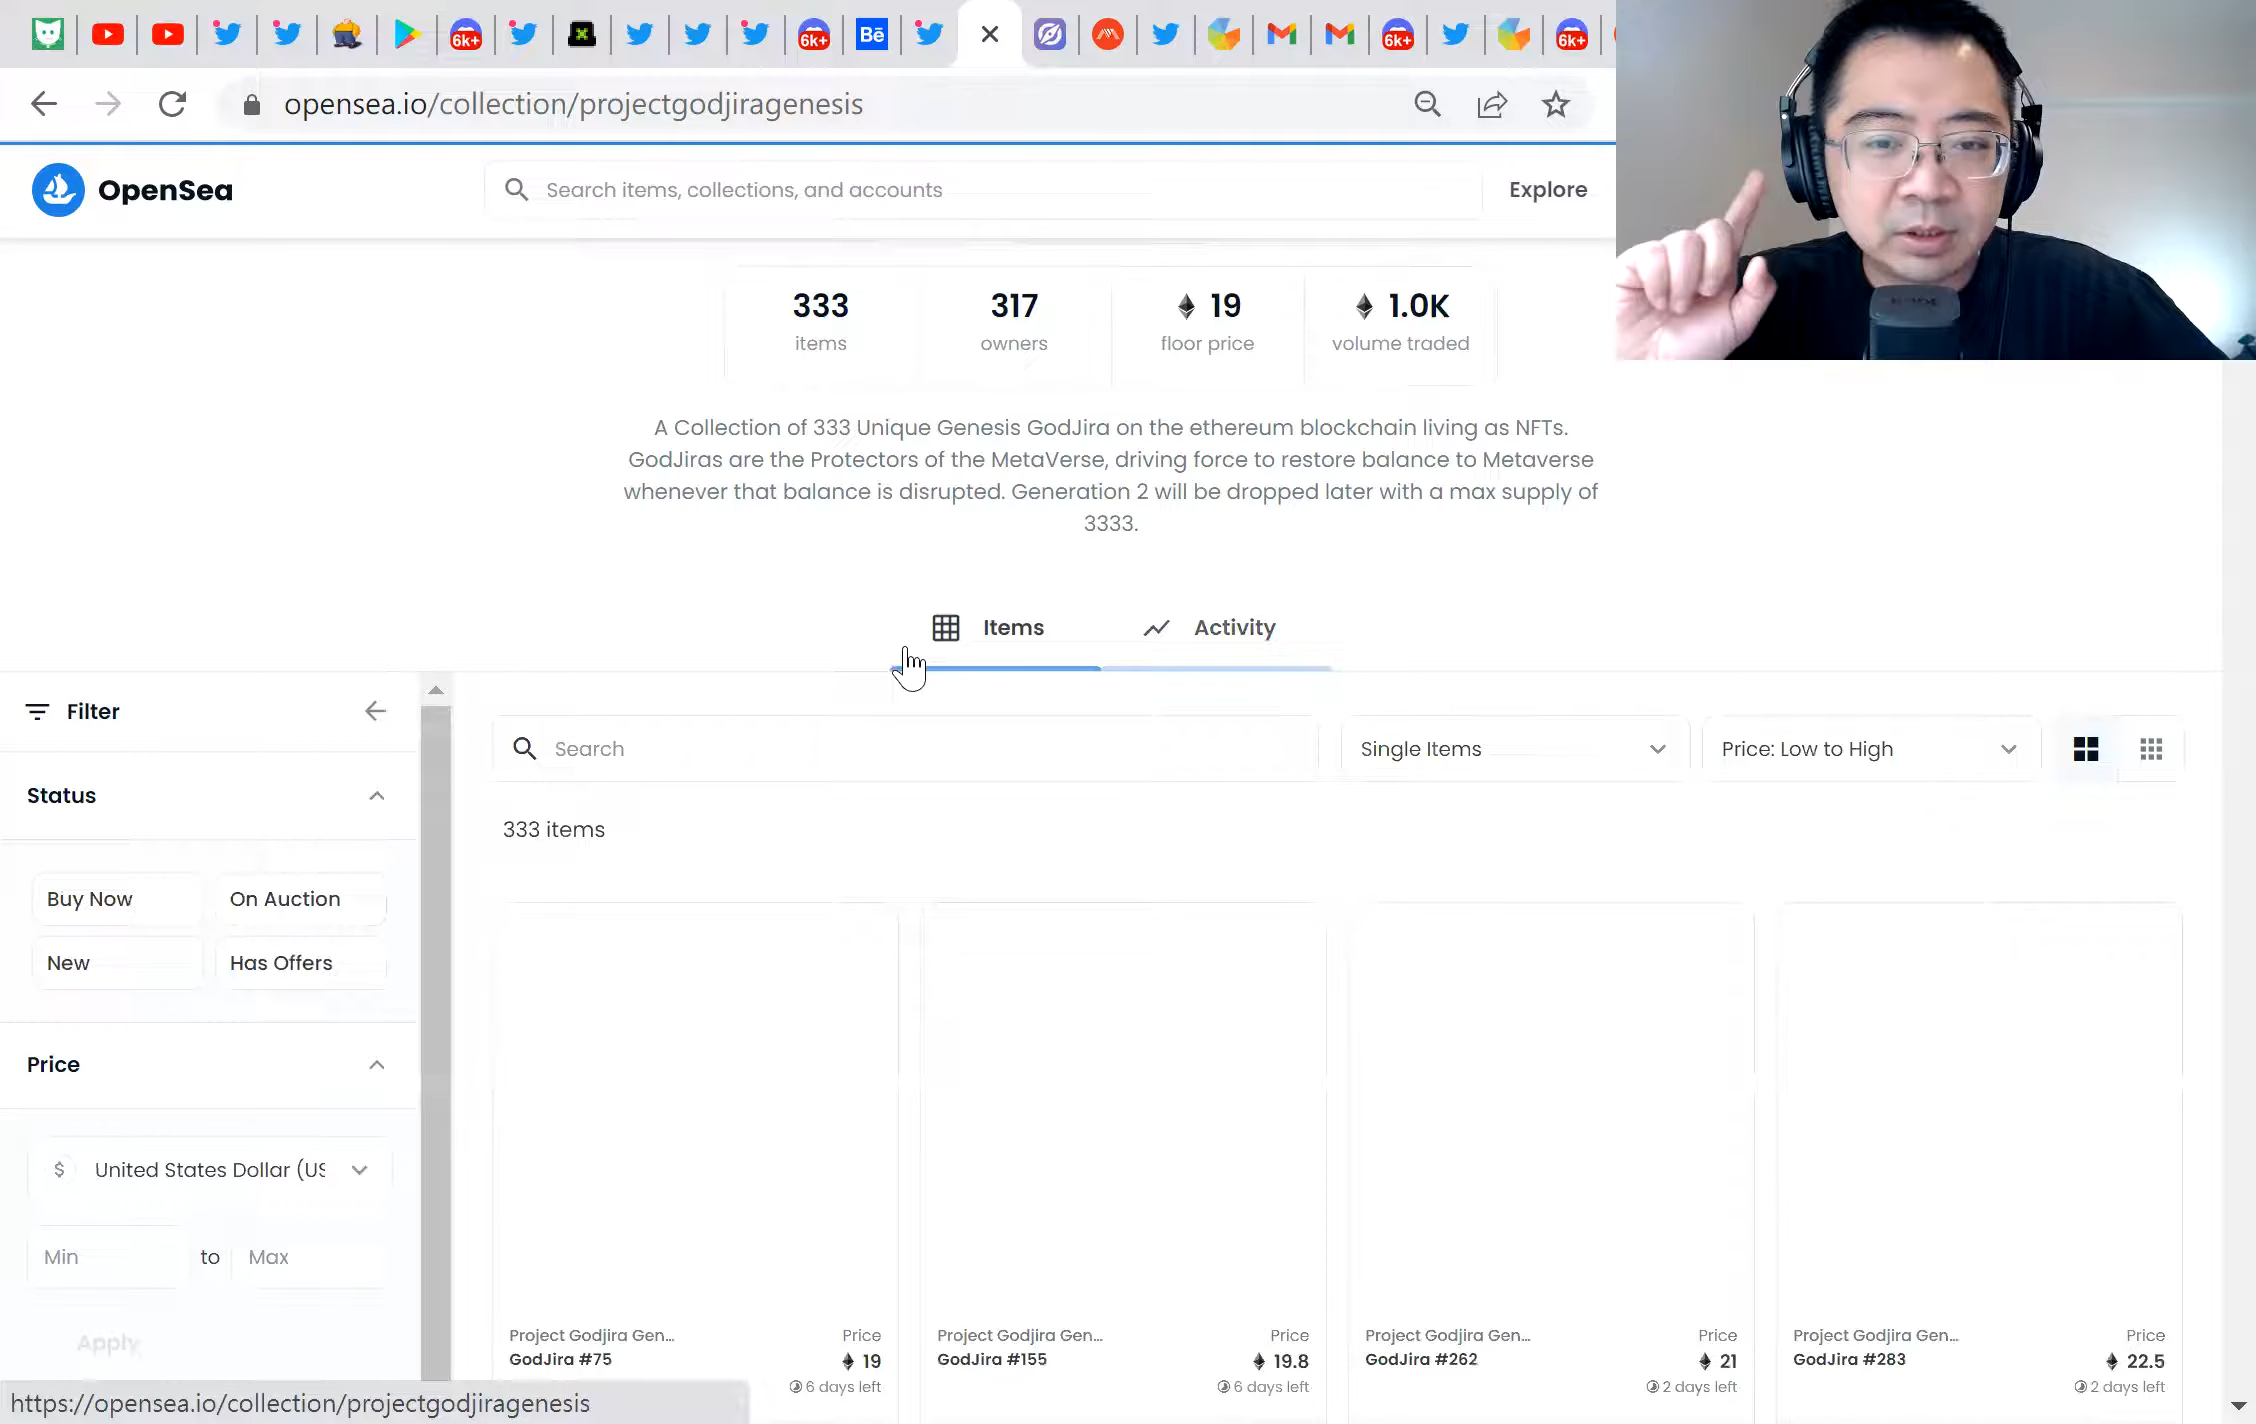 6k+
6k+
Bē
6k+
6k+
opensea.io/collection/projectgodjiragenesis
OpenSea
Search items, collections, and accounts
Explore
333
items
317
owners
19
floor price
1.0K
volume traded
A Collection of 333 Unique Genesis GodJira on the ethereum blockchain living as NFTs.
GodJiras are the Protectors of the MetaVerse, driving force to restore balance to Metaverse
whenever that balance is disrupted. Generation 2 will be dropped later with a max supply of
3333.
Items
Activity
Filter
Search
Single Items
Price: Low to High
Status
333 items
Buy Now
On Auction
New
Has Offers
Price
$ United States Dollar (US
Min
to
Max
Apply
Project Godjira Gen...
Price
GodJira #75
19
6 days left
Project Godjira Gen...
Price
GodJira #155
19.8
6 days left
Project Godjira Gen...
Price
GodJira #262
21
2 days left
Project Godjira Gen...
Price
GodJira #283
22.5
2 days left
https://opensea.io/collection/projectgodjiragenesis